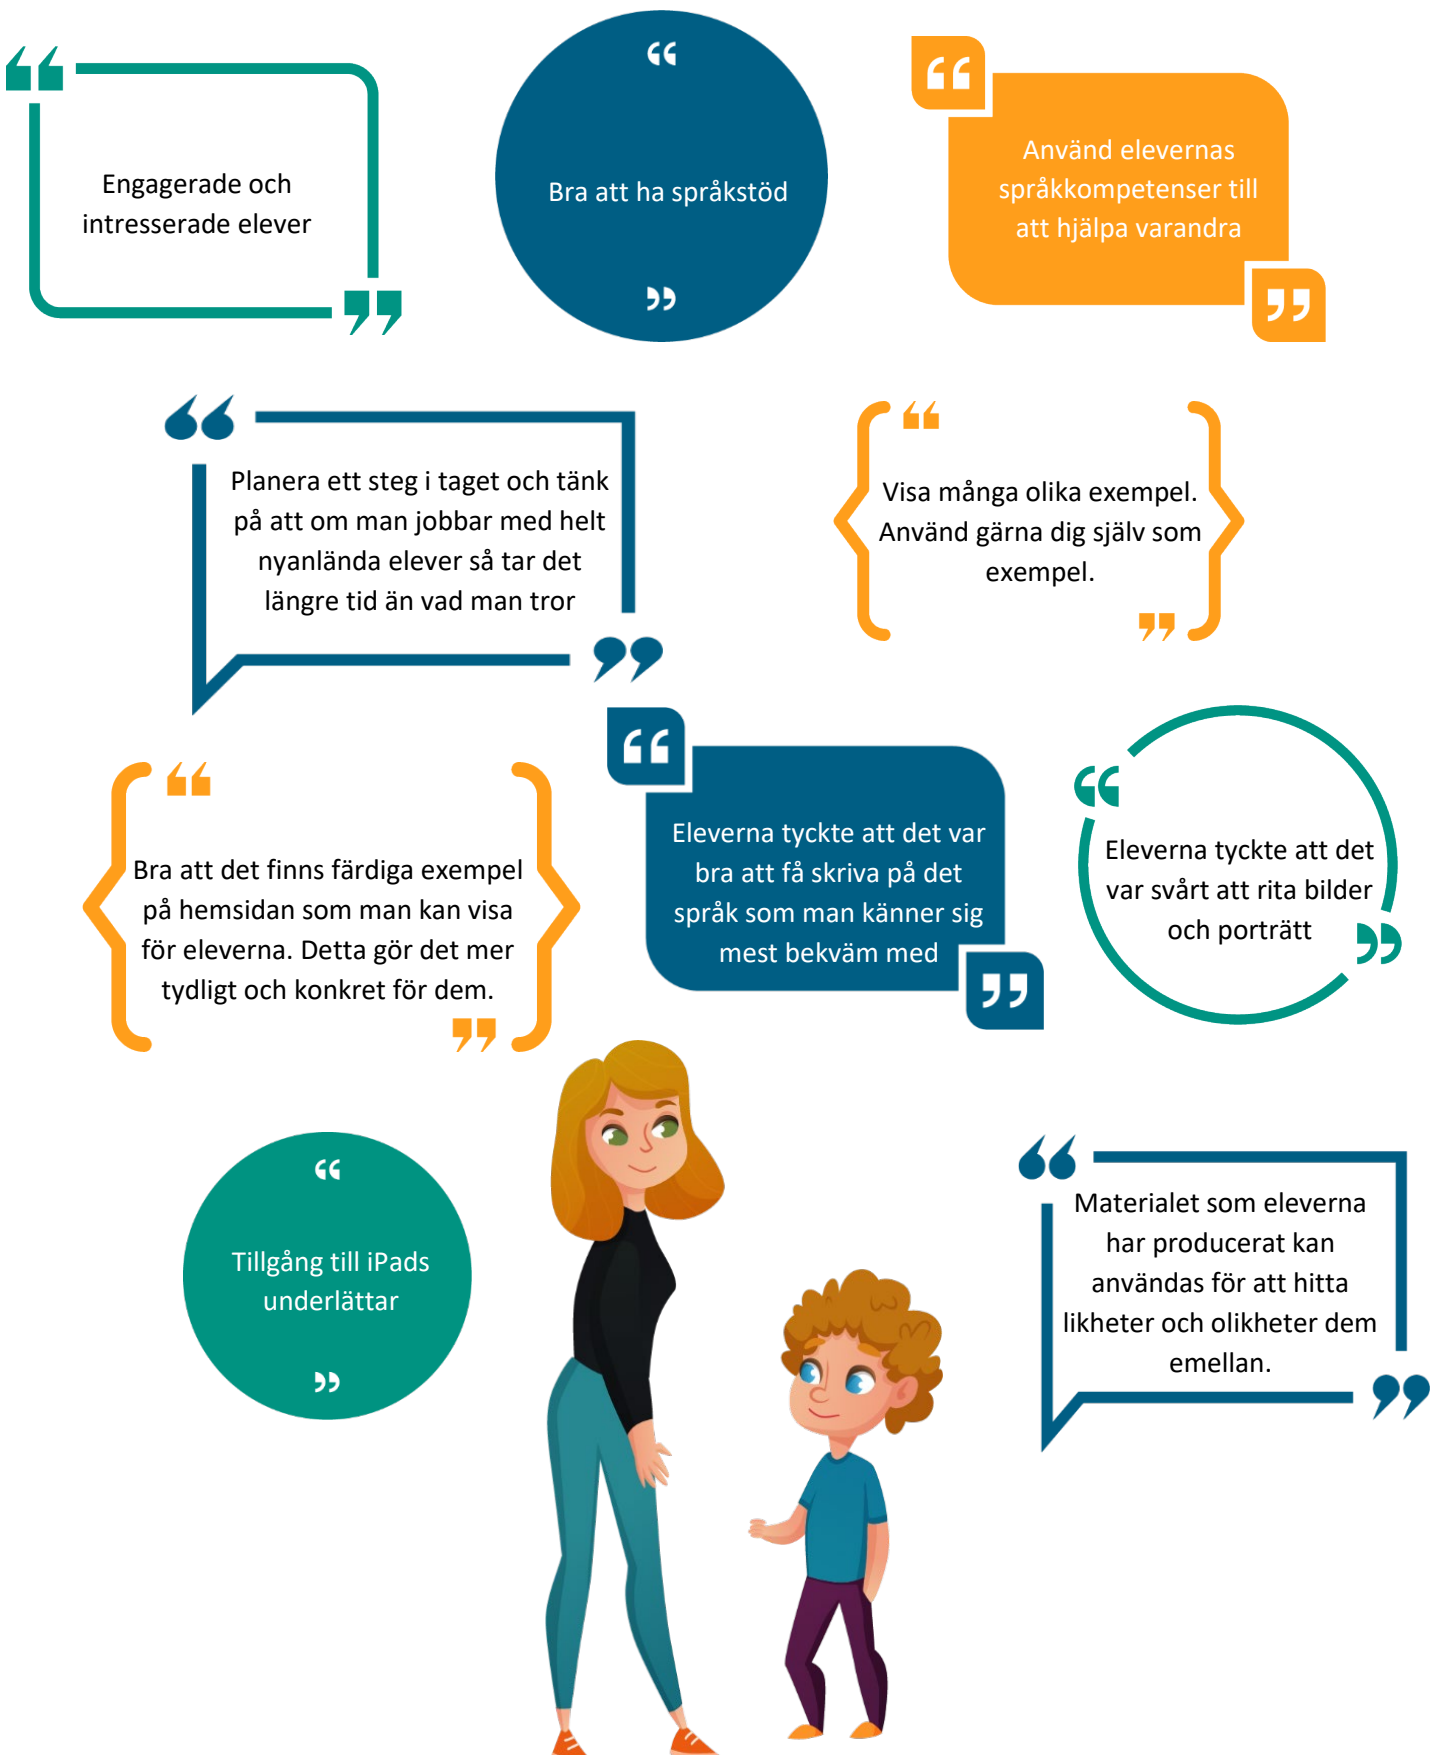 Engagerade och
intresserade elever
Bra att ha språkstöd
Använd elevernas
språkkompetenser till
att hjälpa varandra
Planera ett steg i taget och tänk
på att om man jobbar med helt
nyanlända elever så tar det
längre tid än vad man tror
Visa många olika exempel.
Använd gärna dig själv som
exempel.
Bra att det finns färdiga exempel
på hemsidan som man kan visa
för eleverna. Detta gör det mer
tydligt och konkret för dem.
Eleverna tyckte att det var
bra att få skriva på det
språk som man känner sig
mest bekväm med
Eleverna tyckte att det
var svårt att rita bilder
och porträtt
Tillgång till iPads
underlättar
Materialet som eleverna
har producerat kan
användas för att hitta
likheter och olikheter dem
emellan.